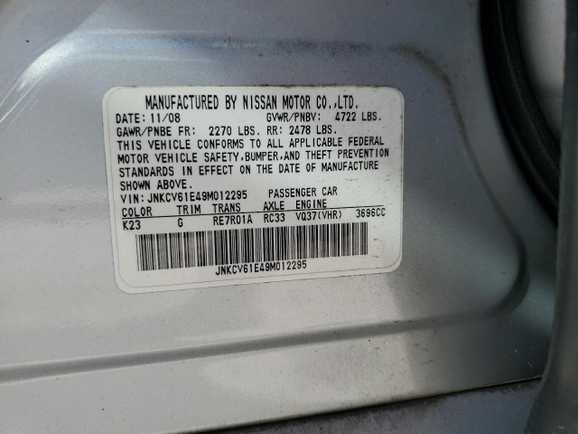 MANUFACTURED BY NISSAN MOTOR CO.,LTD.
DATE: 11/08 GVWR/PNBV: 4722 LBS.
GAWR/PNBE FR: 2270 LBS. RR: 2478 LBS.
THIS VEHICLE CONFORMS TO ALL APPLICABLE FEDERAL
MOTOR VEHICLE SAFETY, BUMPER, AND THEFT PREVENTION
STANDARDS IN EFFECT ON THE DATE OF MANUFACTURE
SHOWN ABOVE.
VIN: JNKCV61E49M012295 PASSENGER CAR
COLOR TRIM TRANS AXLE ENGINE
K23 G RE7R01A RC33 VQ37(VHR) 3696CC
JNKCV61E49M012295